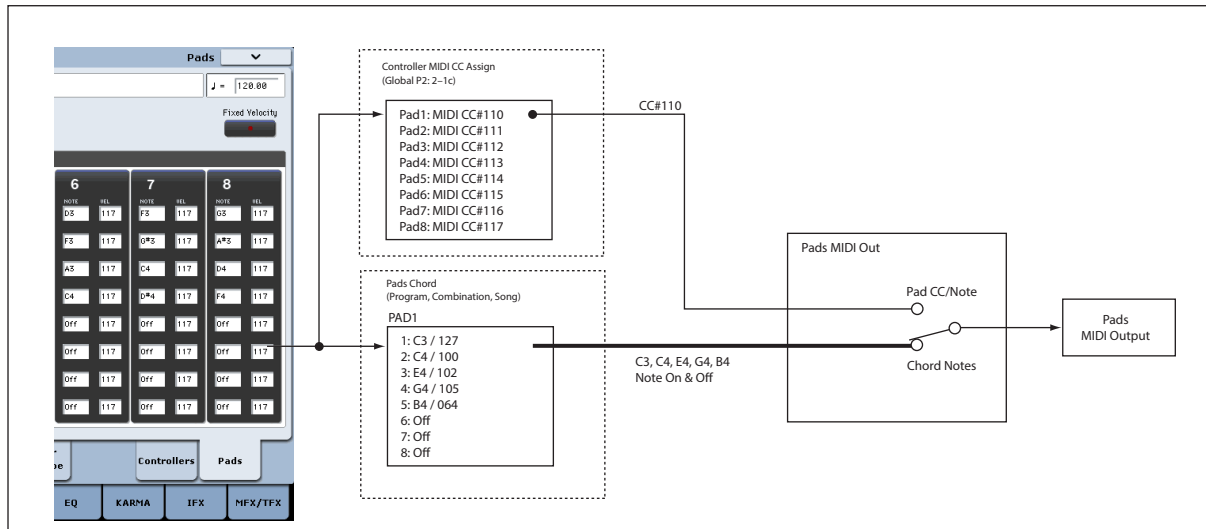 Pads
♩ = 120.00
Fixed Velocity
6 7 8
NOTE VEL NOTE VEL NOTE VEL
D3 117 F3 117 G3 117
F3 117 G#3 117 A#3 117
A3 117 C4 117 D4 117
C4 117 D#4 117 F4 117
Off 117 Off 117 Off 117
Off 117 Off 117 Off 117
Off 117 Off 117 Off 117
Off 117 Off 117 Off 117
Controllers Pads
EQ KARMA IFX MFX/TFX
Controller MIDI CC Assign
(Global P2: 2–1c)
Pad1: MIDI CC#110
Pad2: MIDI CC#111
Pad3: MIDI CC#112
Pad4: MIDI CC#113
Pad5: MIDI CC#114
Pad6: MIDI CC#115
Pad7: MIDI CC#116
Pad8: MIDI CC#117
CC#110
Pads Chord
(Program, Combination, Song)
PAD1
1: C3 / 127
2: C4 / 100
3: E4 / 102
4: G4 / 105
5: B4 / 064
6: Off
7: Off
8: Off
C3, C4, E4, G4, B4
Note On & Off
Pads MIDI Out
Pad CC/Note
Chord Notes
Pads
MIDI Output